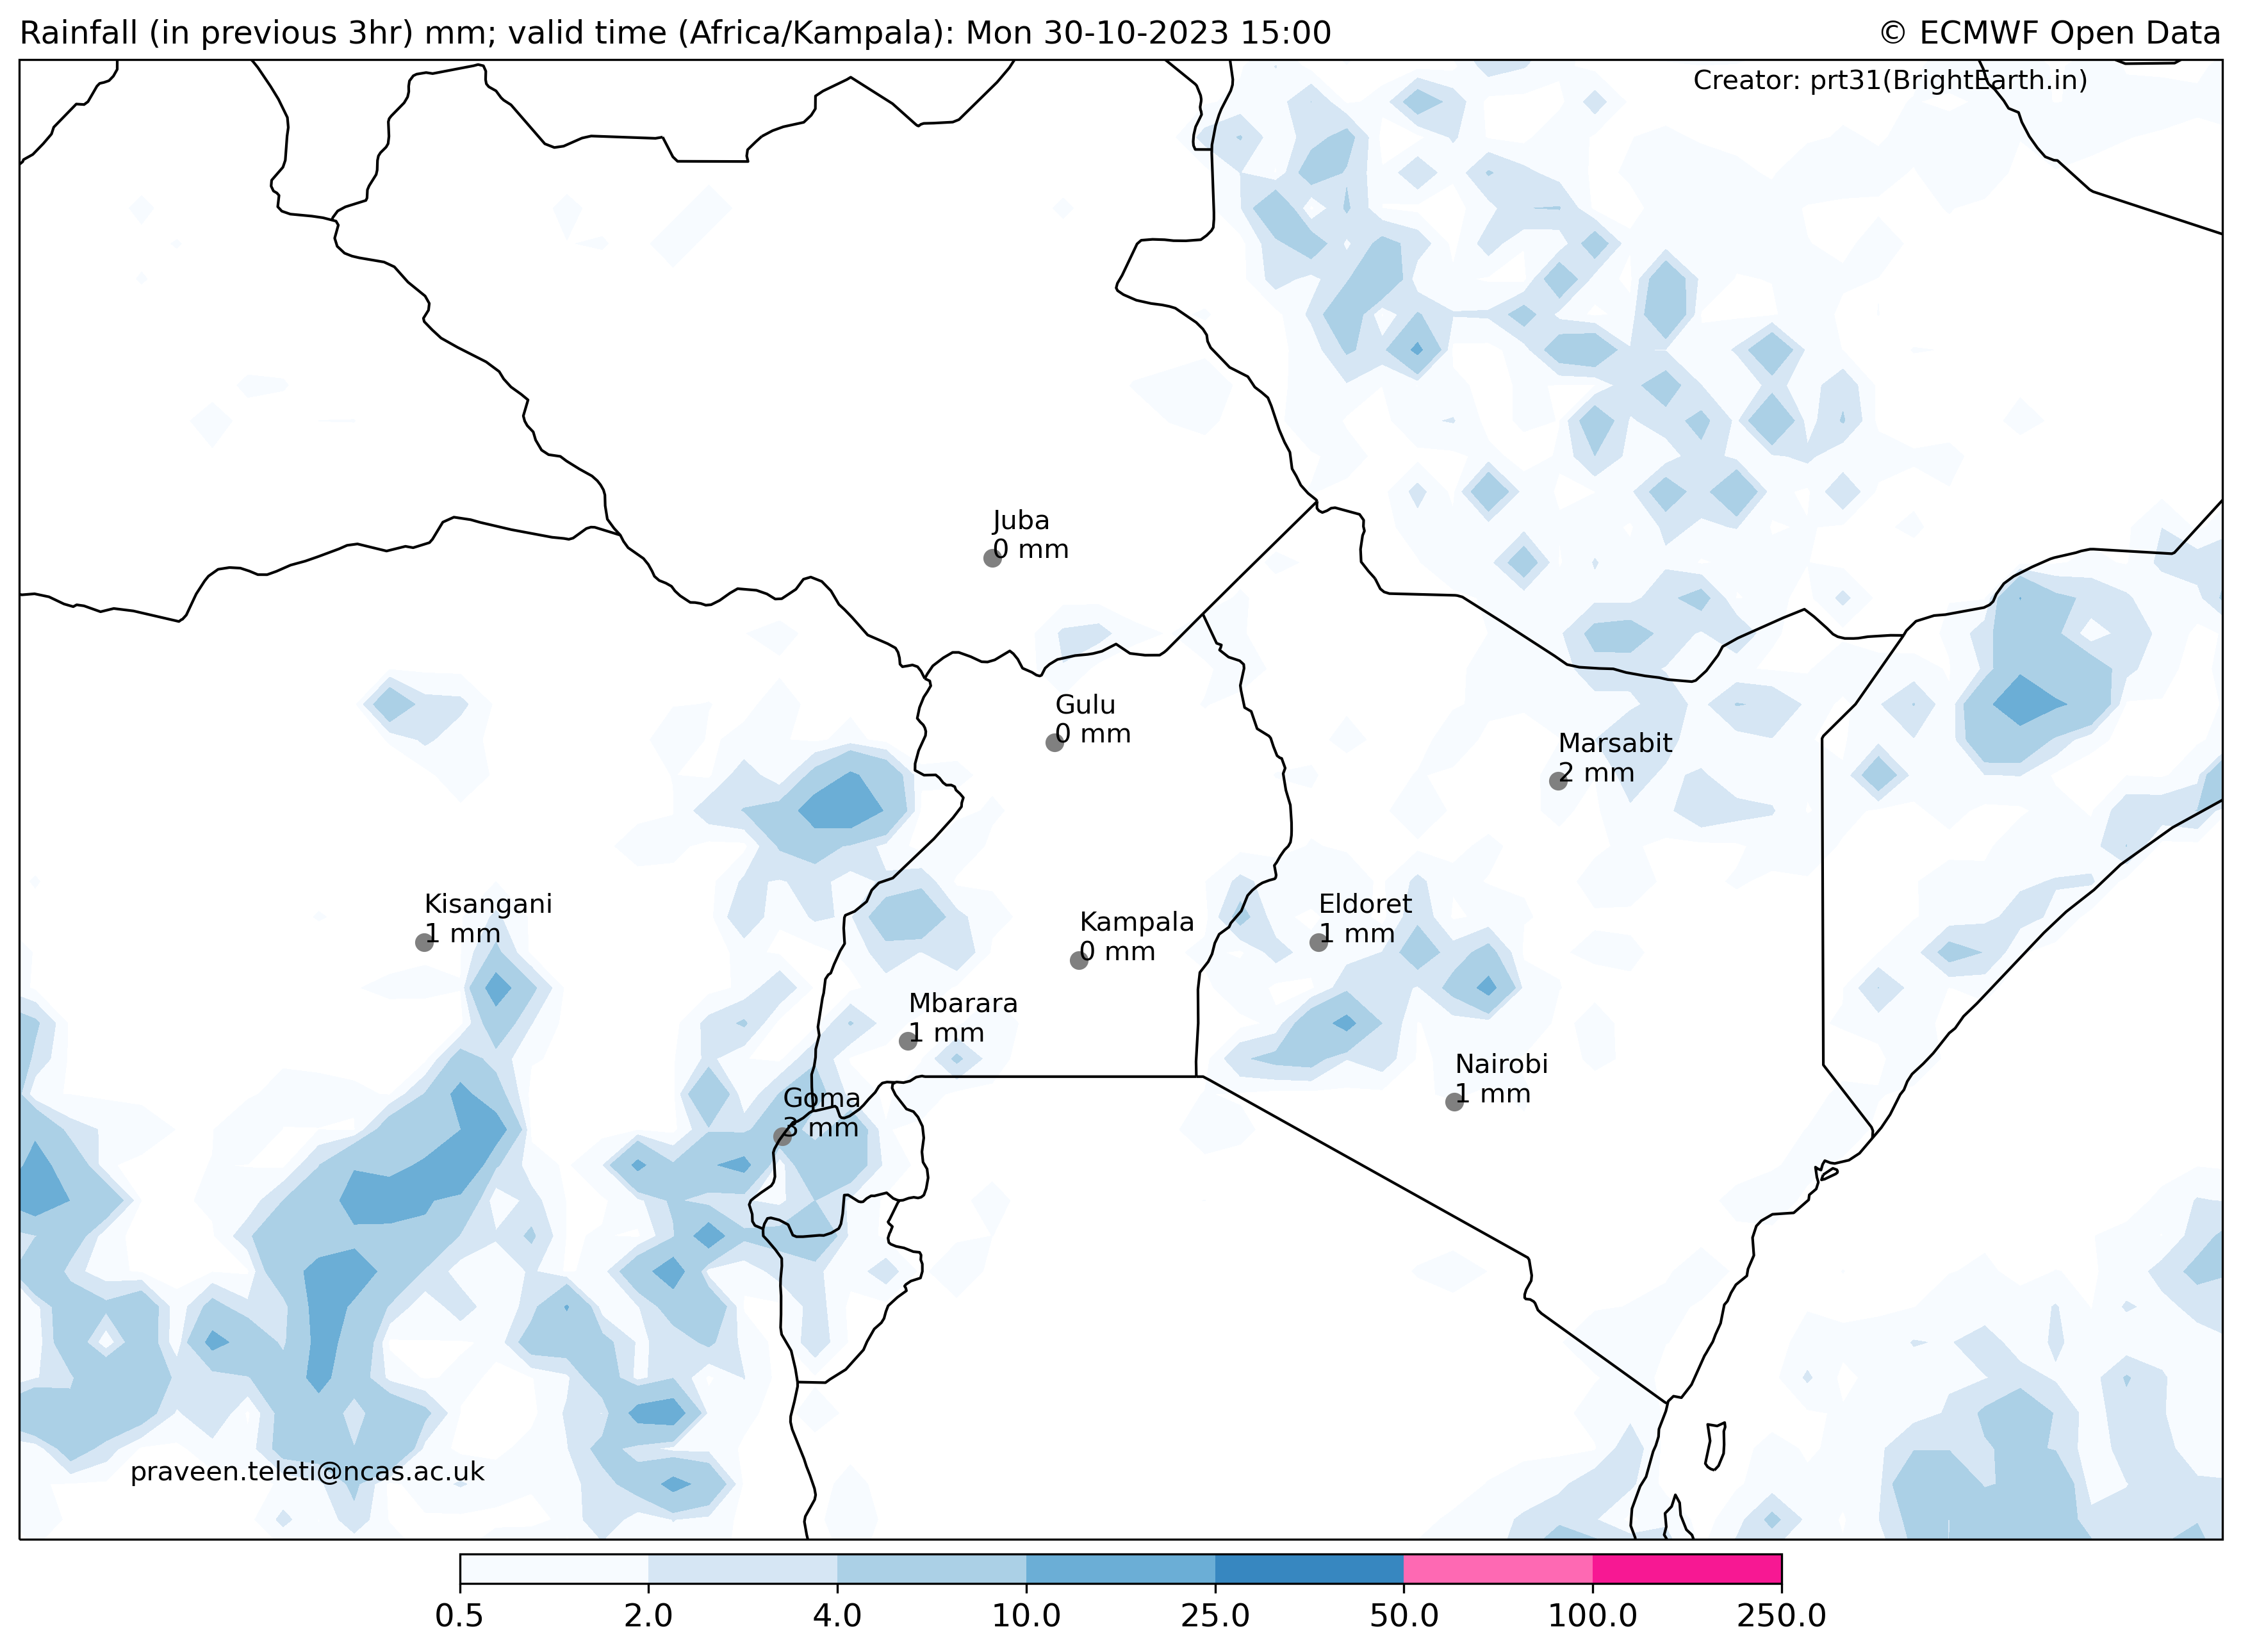 Rainfall (in previous 3hr) mm; valid time (Africa/Kampala): Mon 30-10-2023 15:00
© ECMWF Open Data
Creator: prt31(BrightEarth.in)
Juba
0 mm
Gulu
0 mm
Marsabit
2 mm
Kisangani
1 mm
Eldoret
1 mm
Kampala
0 mm
Mbarara
1 mm
Nairobi
1 mm
Goma
3 mm
praveen.teleti@ncas.ac.uk
0.5 2.0 4.0 10.0 25.0 50.0 100.0 250.0